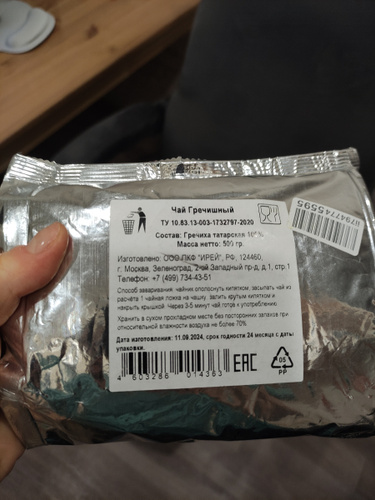 Чай Гречишный
ТУ 10.83.13-003-1732797-2020
Состав: Гречиха татарская 100%
Масса нетто: 500 гр.
Изготовлено: ООО ПКФ "ИРЕЙ", РФ, 124460,
г. Москва, Зеленоград, 2-ой Западный пр-д, д.1, стр.1
Телефон: +7 (499) 734-43-51
Способ заваривания: чайник ополоснуть кипятком, засыпать чай из
расчёта 1 чайная ложка на чашку, залить крутым кипятком и
накрыть крышкой. Через 3-5 минут чай готов к употреблению.
Хранить в сухом прохладном месте без посторонних запахов при
относительной влажности воздуха не более 70%
Дата изготовления: 11.09.2024, срок годности 24 месяца с даты
упаковки.
4 603286 014353
EAC
05
PP